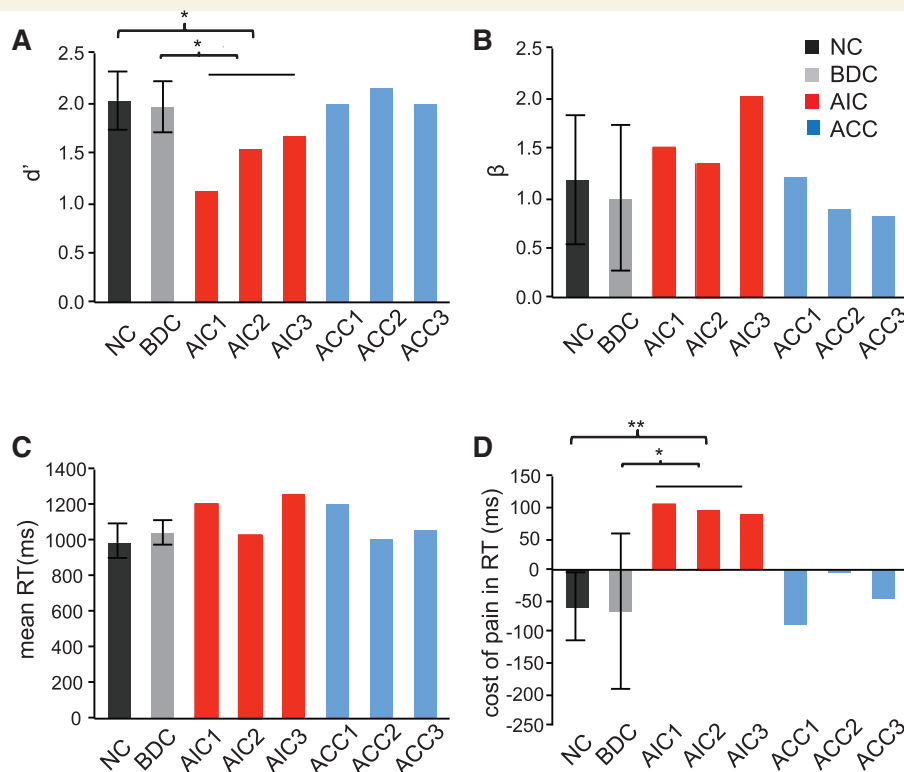 A
*
*
2.5
2.0
1.5
1.0
0.5
0.0
d'
NC
BDC
AIC1
AIC2
AIC3
ACC1
ACC2
ACC3
B
2.5
2.0
1.5
1.0
0.5
0.0
β
NC
BDC
AIC
ACC
NC
BDC
AIC1
AIC2
AIC3
ACC1
ACC2
ACC3
C
1400
1200
1000
800
600
400
200
0
mean RT(ms)
NC
BDC
AIC1
AIC2
AIC3
ACC1
ACC2
ACC3
D
**
*
150
100
50
0
-50
-100
-150
-200
-250
cost of pain in RT (ms)
NC
BDC
AIC1
AIC2
AIC3
ACC1
ACC2
ACC3